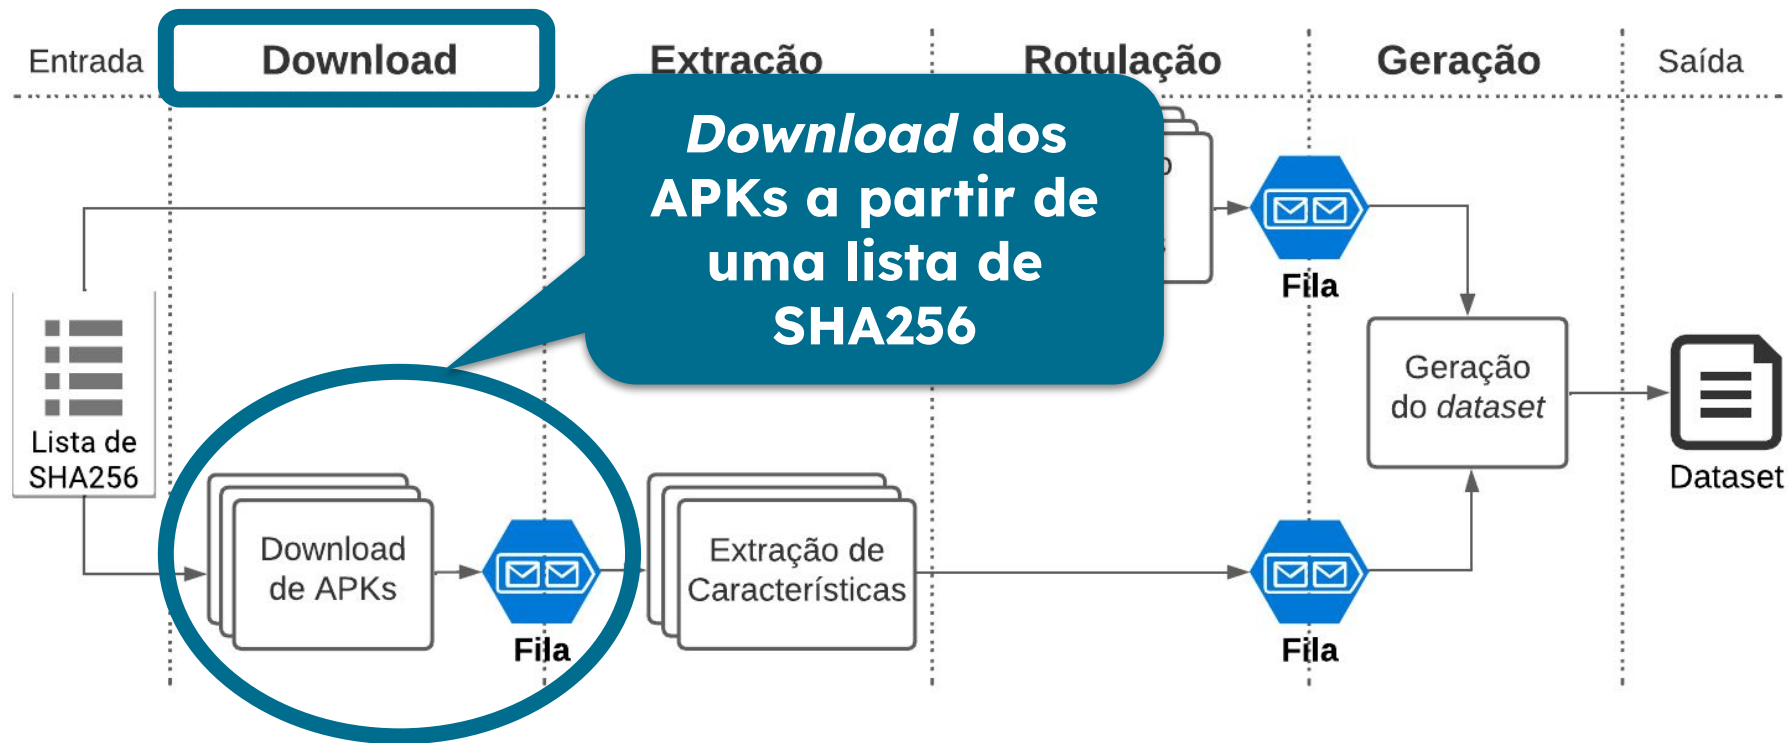 Entrada
Download
Extração
Rotulação
Geração
Saída
Download dos
APKs a partir de
uma lista de
SHA256
Fila
Lista de
SHA256
Geração
do dataset
Dataset
Download
de APKs
Fila
Extração de
Características
Fila